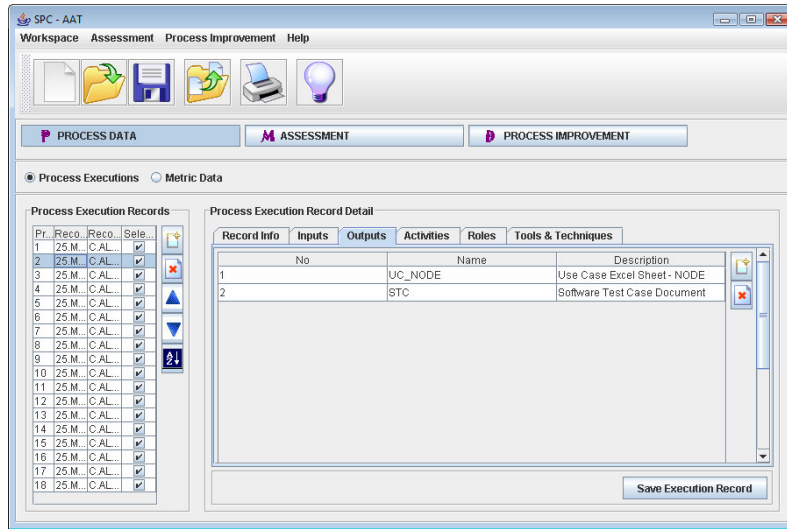 SPC - AAT
Workspace Assessment Process Improvement Help
P PROCESS DATA M ASSESSMENT PROCESS IMPROVEMENT
Process Executions Metric Data
Process Execution Records
Pr... Reco... Reco... Sele...
1 25.M... C.AL...
2 25.M... C.AL...
3 25.M... C.AL...
4 25.M... C.AL...
5 25.M... C.AL...
6 25.M... C.AL...
7 25.M... C.AL...
8 25.M... C.AL...
9 25.M... C.AL...
10 25.M... C.AL...
11 25.M... C.AL...
12 25.M... C.AL...
13 25.M... C.AL...
14 25.M... C.AL...
15 25.M... C.AL...
16 25.M... C.AL...
17 25.M... C.AL...
18 25.M... C.AL...
Process Execution Record Detail
Record Info Inputs Outputs Activities Roles Tools & Techniques
No Name Description
1 UC_NODE Use Case Excel Sheet - NODE
2 STC Software Test Case Document
Save Execution Record